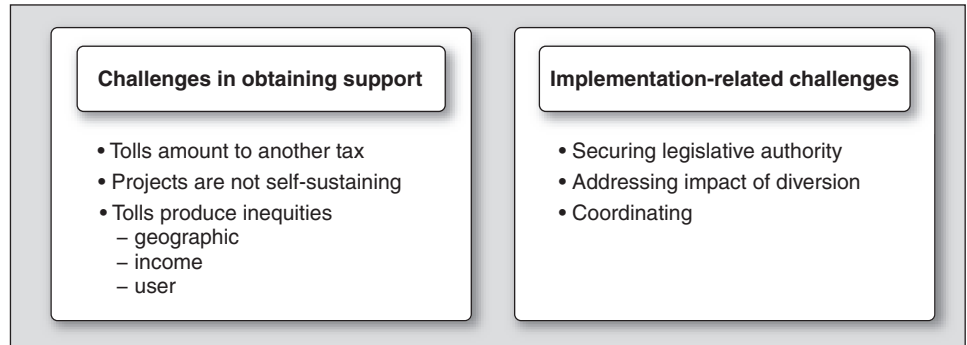 Challenges in obtaining support
• Tolls amount to another tax
• Projects are not self-sustaining
• Tolls produce inequities
– geographic
– income
– user
Implementation-related challenges
• Securing legislative authority
• Addressing impact of diversion
• Coordinating